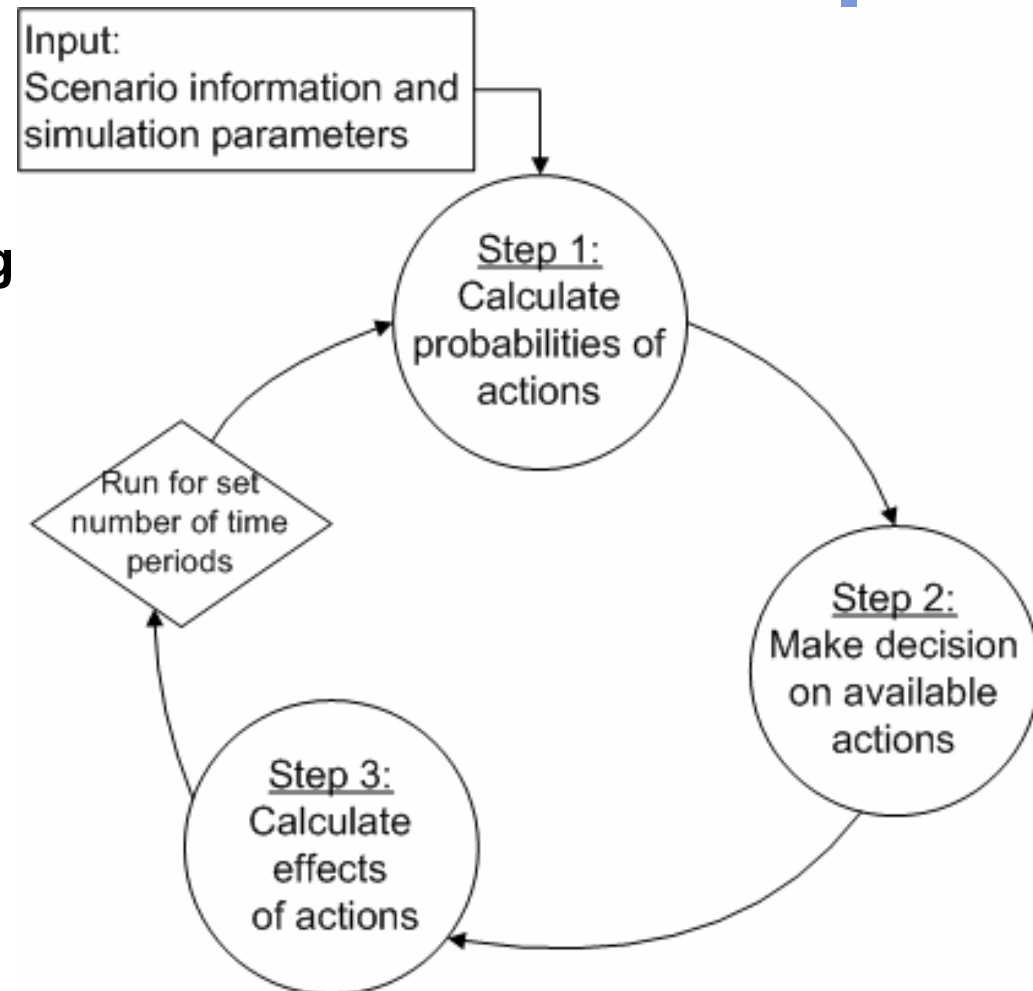 Input:
Scenario information and
simulation parameters
g
Step 1:
Calculate
probabilities of
actions
Run for set
number of time
periods
Step 2:
Make decision
on available
actions
Step 3:
Calculate
effects
of actions